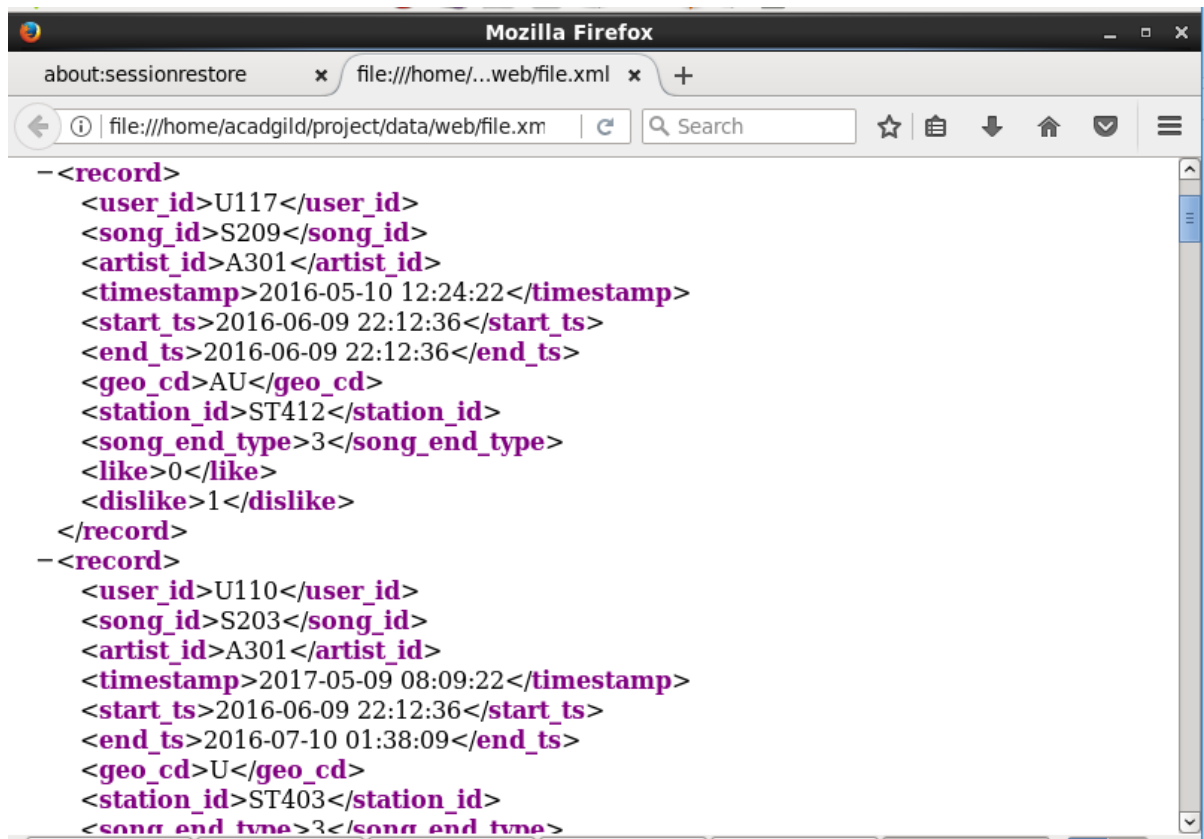 Mozilla Firefox
about:sessionrestore
file:///home/...web/file.xml
file:///home/acadgild/project/data/web/file.xm
Search
−<record>
<user_id>U117</user_id>
<song_id>S209</song_id>
<artist_id>A301</artist_id>
<timestamp>2016-05-10 12:24:22</timestamp>
<start_ts>2016-06-09 22:12:36</start_ts>
<end_ts>2016-06-09 22:12:36</end_ts>
<geo_cd>AU</geo_cd>
<station_id>ST412</station_id>
<song_end_type>3</song_end_type>
<like>0</like>
<dislike>1</dislike>
</record>
−<record>
<user_id>U110</user_id>
<song_id>S203</song_id>
<artist_id>A301</artist_id>
<timestamp>2017-05-09 08:09:22</timestamp>
<start_ts>2016-06-09 22:12:36</start_ts>
<end_ts>2016-07-10 01:38:09</end_ts>
<geo_cd>U</geo_cd>
<station_id>ST403</station_id>
<song_end_type>3</song_end_type>